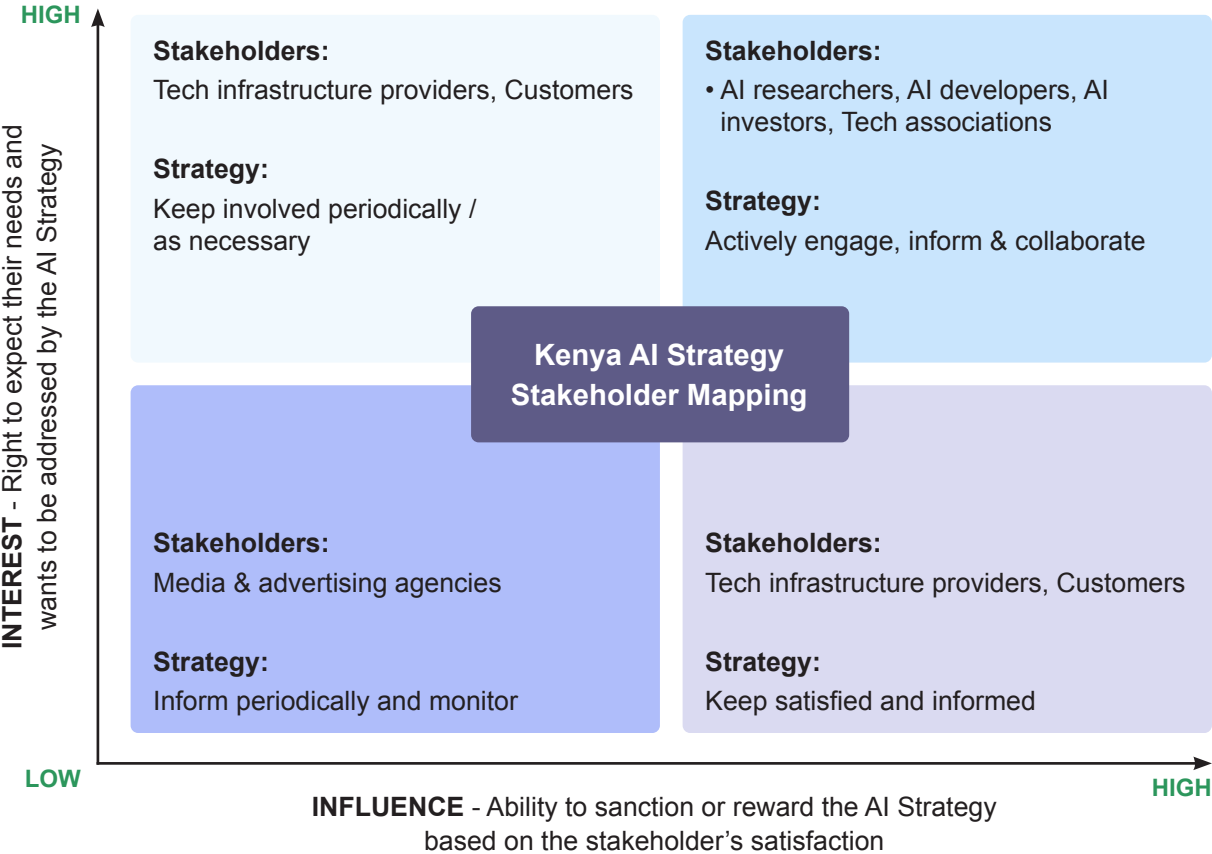 HIGH
INTEREST - Right to expect their needs and
wants to be addressed by the AI Strategy
Stakeholders:
Tech infrastructure providers, Customers
Strategy:
Keep involved periodically /
as necessary
Stakeholders:
• AI researchers, AI developers, AI
investors, Tech associations
Strategy:
Actively engage, inform & collaborate
Kenya AI Strategy
Stakeholder Mapping
Stakeholders:
Media & advertising agencies
Strategy:
Inform periodically and monitor
Stakeholders:
Tech infrastructure providers, Customers
Strategy:
Keep satisfied and informed
LOW
HIGH
INFLUENCE - Ability to sanction or reward the AI Strategy
based on the stakeholder’s satisfaction